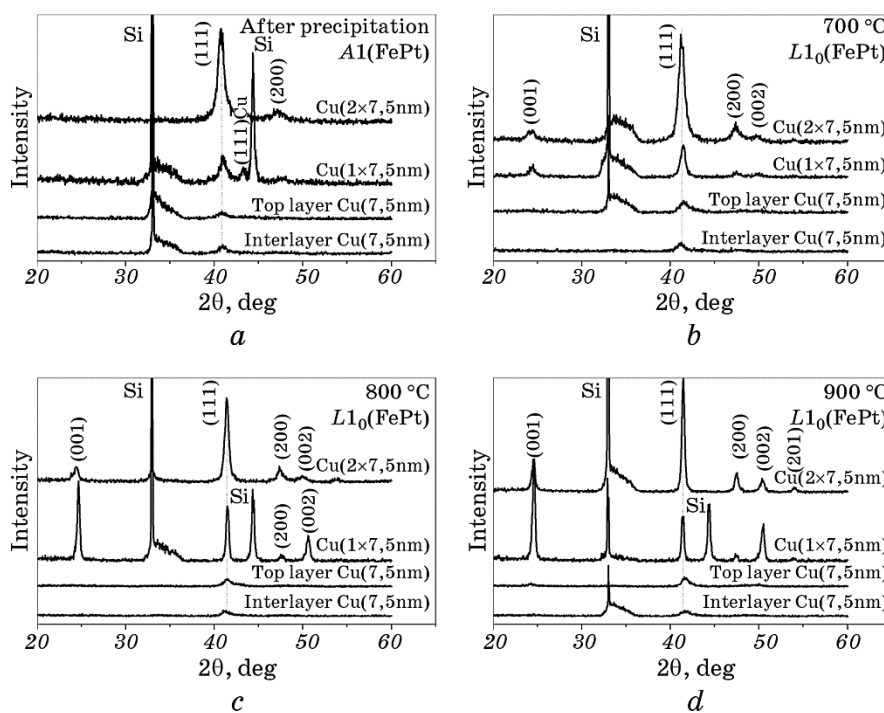 After precipitation
A1(FePt)
Si
(111)
Si
(200)
(111)Cu
Cu(2×7,5nm)
Cu(1×7,5nm)
Top layer Cu(7,5nm)
Interlayer Cu(7,5nm)
Intensity
20 30 40 50 60
2θ, deg
a
700 °C
L1₀(FePt)
Si
(111)
(001)
(200)
(002)
Cu(2×7,5nm)
Cu(1×7,5nm)
Top layer Cu(7,5nm)
Interlayer Cu(7,5nm)
Intensity
20 30 40 50 60
2θ, deg
b
800 °C
L1₀(FePt)
Si
(111)
(001)
(200)
(002)
Cu(2×7,5nm)
Si
(200)
(002)
Cu(1×7,5nm)
Top layer Cu(7,5nm)
Interlayer Cu(7,5nm)
Intensity
20 30 40 50 60
2θ, deg
c
900 °C
L1₀(FePt)
Si
(111)
(001)
(200)
(002)
(201)
Cu(2×7,5nm)
Si
Cu(1×7,5nm)
Top layer Cu(7,5nm)
Interlayer Cu(7,5nm)
Intensity
20 30 40 50 60
2θ, deg
d